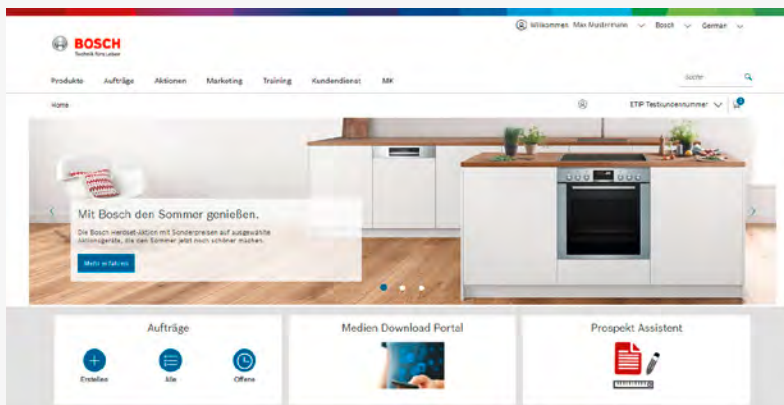 Willkommen Max Mustermann Bosch German
BOSCH
Technik fürs Leben
Produkte Aufträge Aktionen Marketing Training Kundendienst MK
Suche
Home
ETIP Testkundennummer
Mit Bosch den Sommer genießen.
Die Bosch Herdset-Aktion mit Sonderpreisen auf ausgewählte
Aktionsgeräte, die den Sommer jetzt noch schöner machen.
Mehr erfahren
Aufträge
Erstellen Alle Offene
Medien Download Portal
Prospekt Assistent